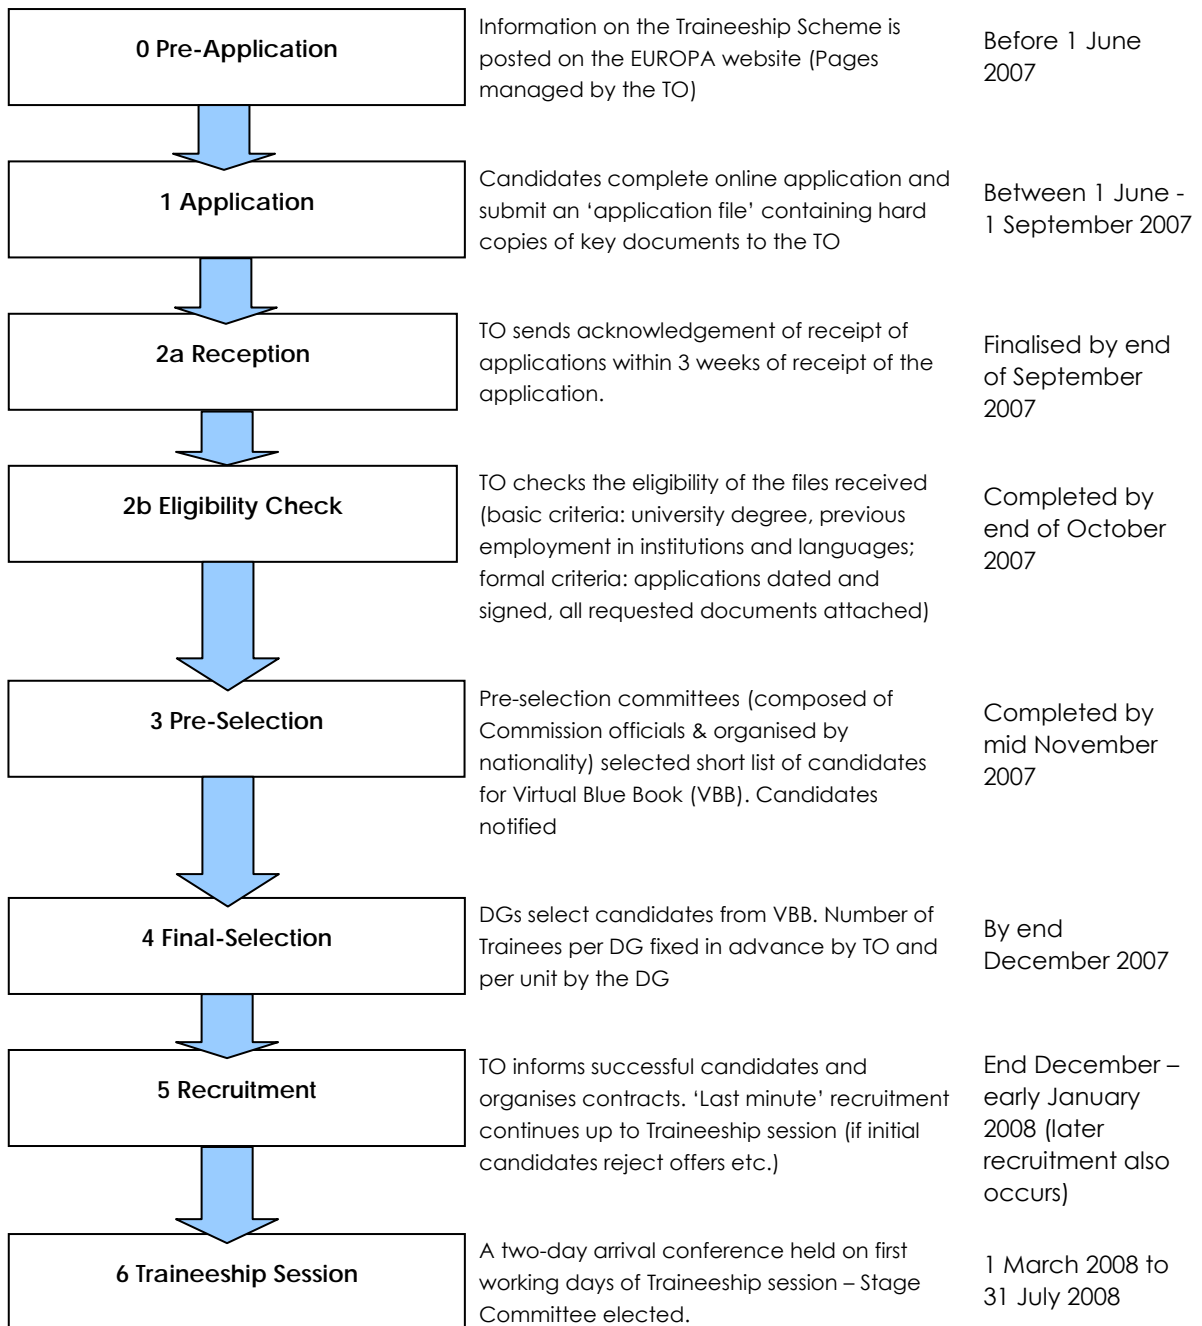 0 Pre-Application
Information on the Traineeship Scheme is
posted on the EUROPA website (Pages
managed by the TO)
Before 1 June
2007
1 Application
Candidates complete online application and
submit an ‘application file’ containing hard
copies of key documents to the TO
Between 1 June -
1 September 2007
2a Reception
TO sends acknowledgement of receipt of
applications within 3 weeks of receipt of the
application.
Finalised by end
of September
2007
2b Eligibility Check
TO checks the eligibility of the files received
(basic criteria: university degree, previous
employment in institutions and languages;
formal criteria: applications dated and
signed, all requested documents attached)
Completed by
end of October
2007
3 Pre-Selection
Pre-selection committees (composed of
Commission officials & organised by
nationality) selected short list of candidates
for Virtual Blue Book (VBB). Candidates
notified
Completed by
mid November
2007
4 Final-Selection
DGs select candidates from VBB. Number of
Trainees per DG fixed in advance by TO and
per unit by the DG
By end
December 2007
5 Recruitment
TO informs successful candidates and
organises contracts. ‘Last minute’ recruitment
continues up to Traineeship session (if initial
candidates reject offers etc.)
End December –
early January
2008 (later
recruitment also
occurs)
6 Traineeship Session
A two-day arrival conference held on first
working days of Traineeship session – Stage
Committee elected.
1 March 2008 to
31 July 2008